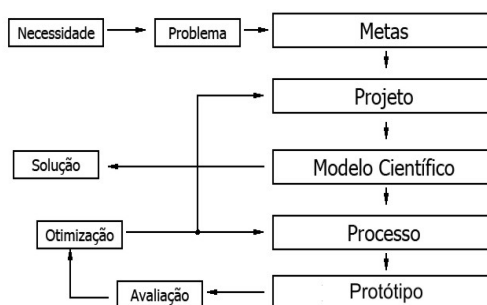 Necessidade
Problema
Metas
Projeto
Solução
Modelo Científico
Otimização
Processo
Avaliação
Protótipo